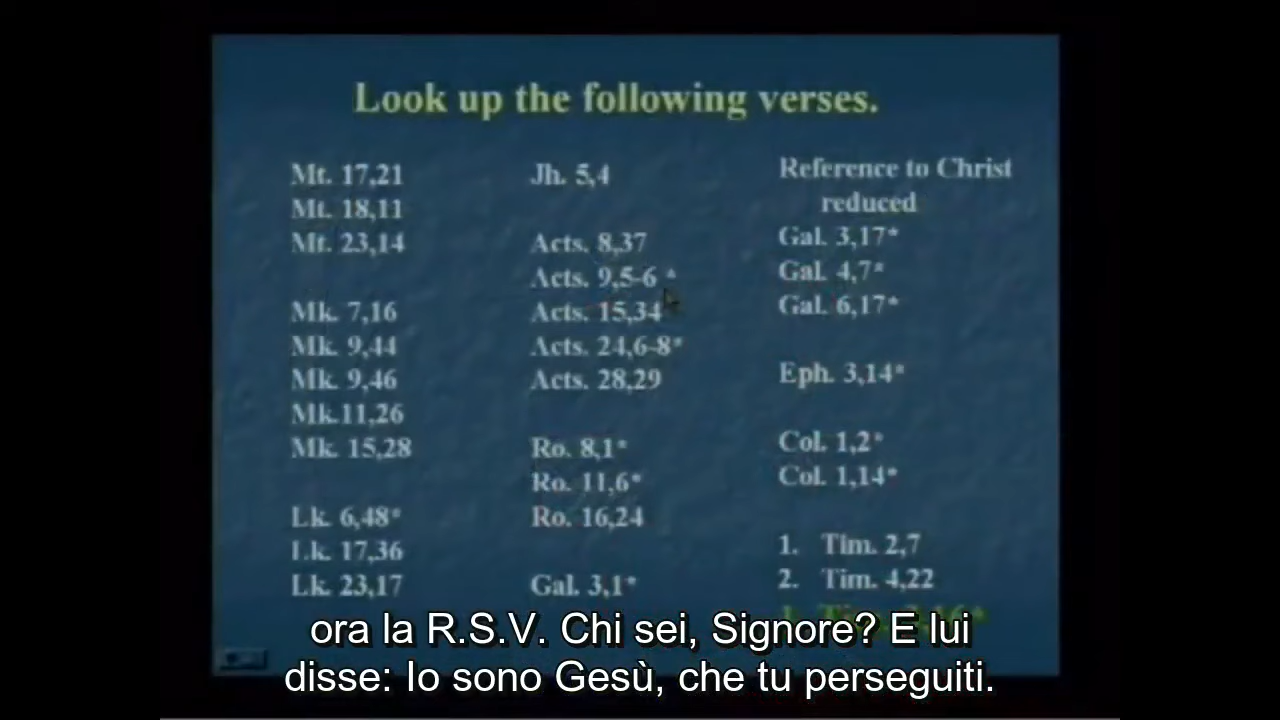 Look up the following verses.
Mt. 17,21
Mt. 18,11
Mt. 23,14
Mk. 7,16
Mk. 9,44
Mk. 9,46
Mk.11,26
Mk. 15,28
Lk. 6,48*
Lk. 17,36
Lk. 23,17
Jh. 5,4
Acts. 8,37
Acts. 9,5-6 *
Acts. 15,34
Acts. 24,6-8*
Acts. 28,29
Ro. 8,1*
Ro. 11,6*
Ro. 16,24
Gal. 3,1*
Reference to Christ
reduced
Gal. 3,17*
Gal. 4,7*
Gal. 6,17*
Eph. 3,14*
Col. 1,2*
Col. 1,14*
1. Tim. 2,7
2. Tim. 4,22
ora la R.S.V. Chi sei, Signore? E lui
disse: Io sono Gesù, che tu perseguiti.